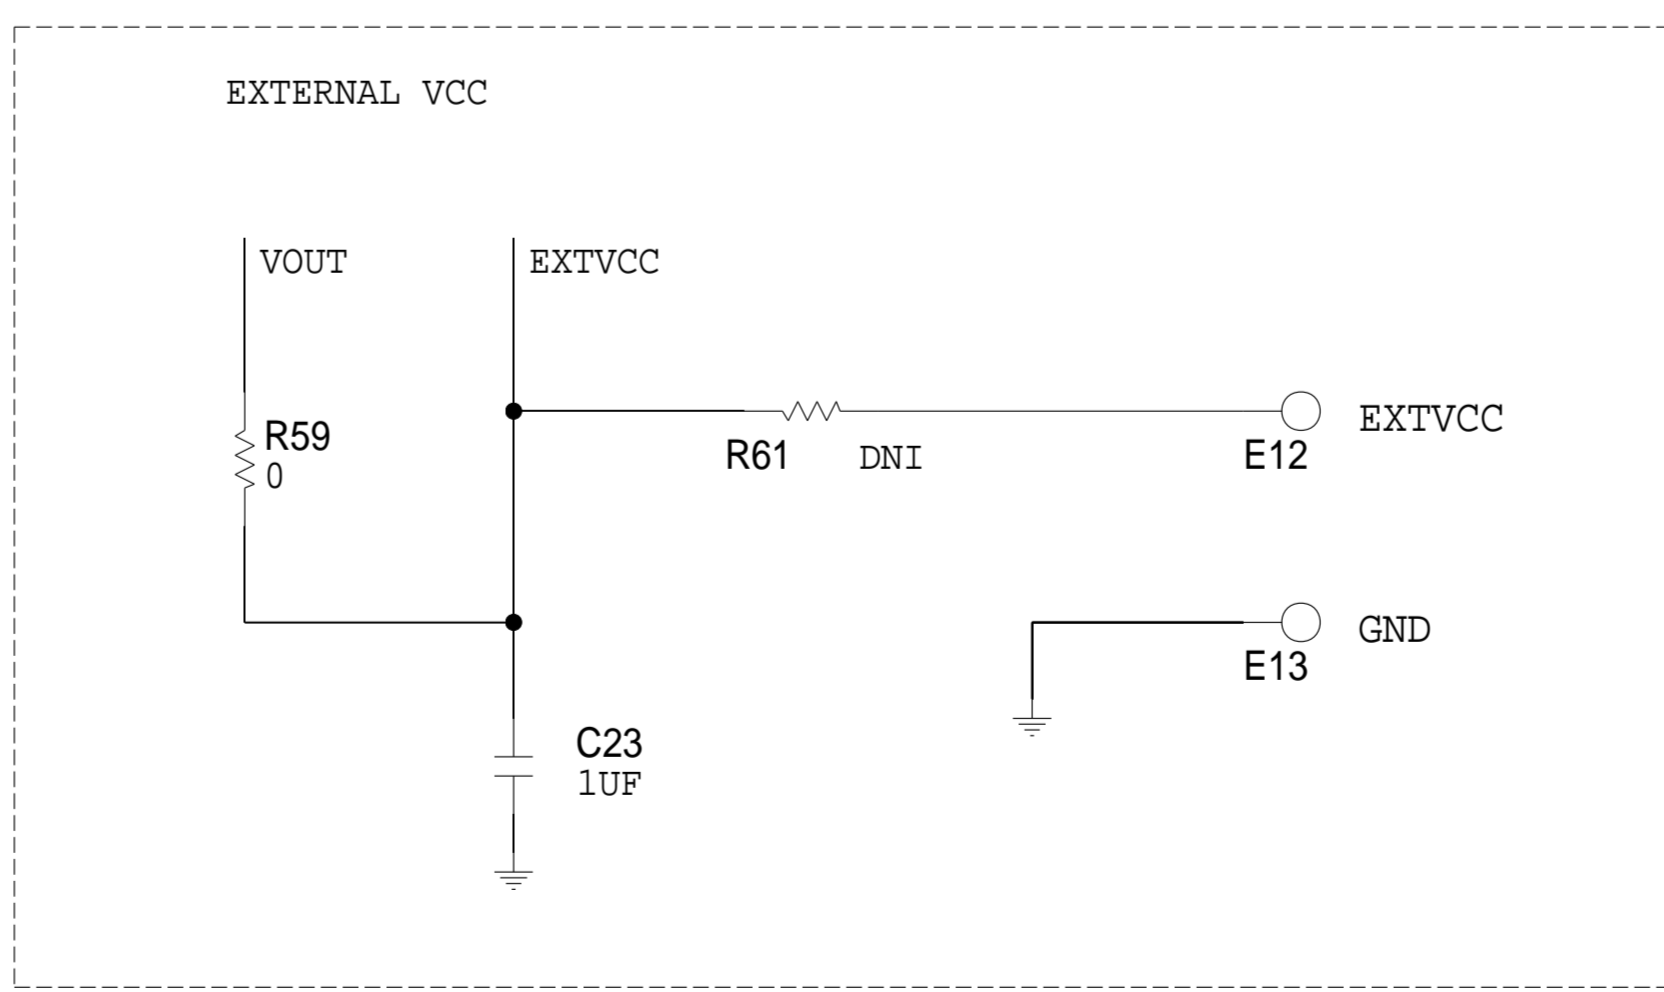 EXTERNAL VCC
VOUT
EXTVCC
R59
0
R61
DNI
E12
EXTVCC
E13
GND
C23
1UF